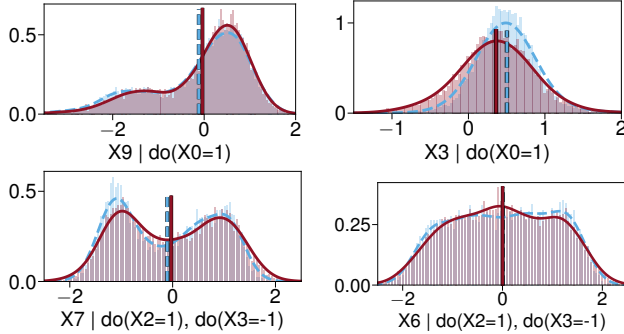 0.5
0.0
−2 0 2
X9 | do(X0=1)
1
0
−1 0 1 2
X3 | do(X0=1)
0.5
0.0
−2 0 2
X7 | do(X2=1), do(X3=-1)
0.25
0.00
−2 0 2
X6 | do(X2=1), do(X3=-1)